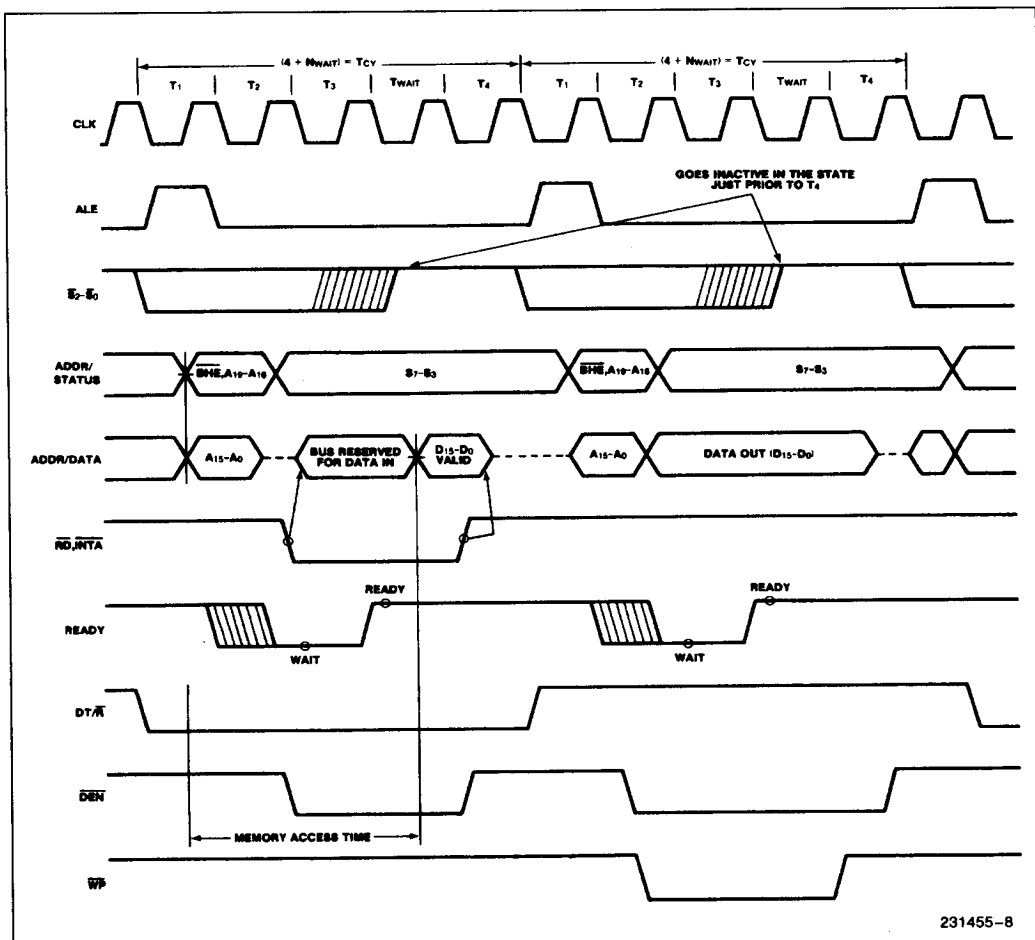 (4 + NWAIT) = TCY (4 + NWAIT) = TCY
T1 T2 T3 TWAIT T4 T1 T2 T3 TWAIT T4
CLK
GOES INACTIVE IN THE STATE
JUST PRIOR TO T4
ALE
S̅2-S̅0
ADDR/
STATUS
B̅H̅E̅,A19-A16 S7-S3 B̅H̅E̅,A19-A16 S7-S3
ADDR/DATA
A15-A0
BUS RESERVED
FOR DATA IN
D15-D0
VALID
A15-A0
DATA OUT (D15-D0)
R̅D̅,I̅N̅T̅A̅
READY READY
READY
WAIT WAIT
DT/R̅
D̅E̅N̅
MEMORY ACCESS TIME
W̅P̅
231455-8